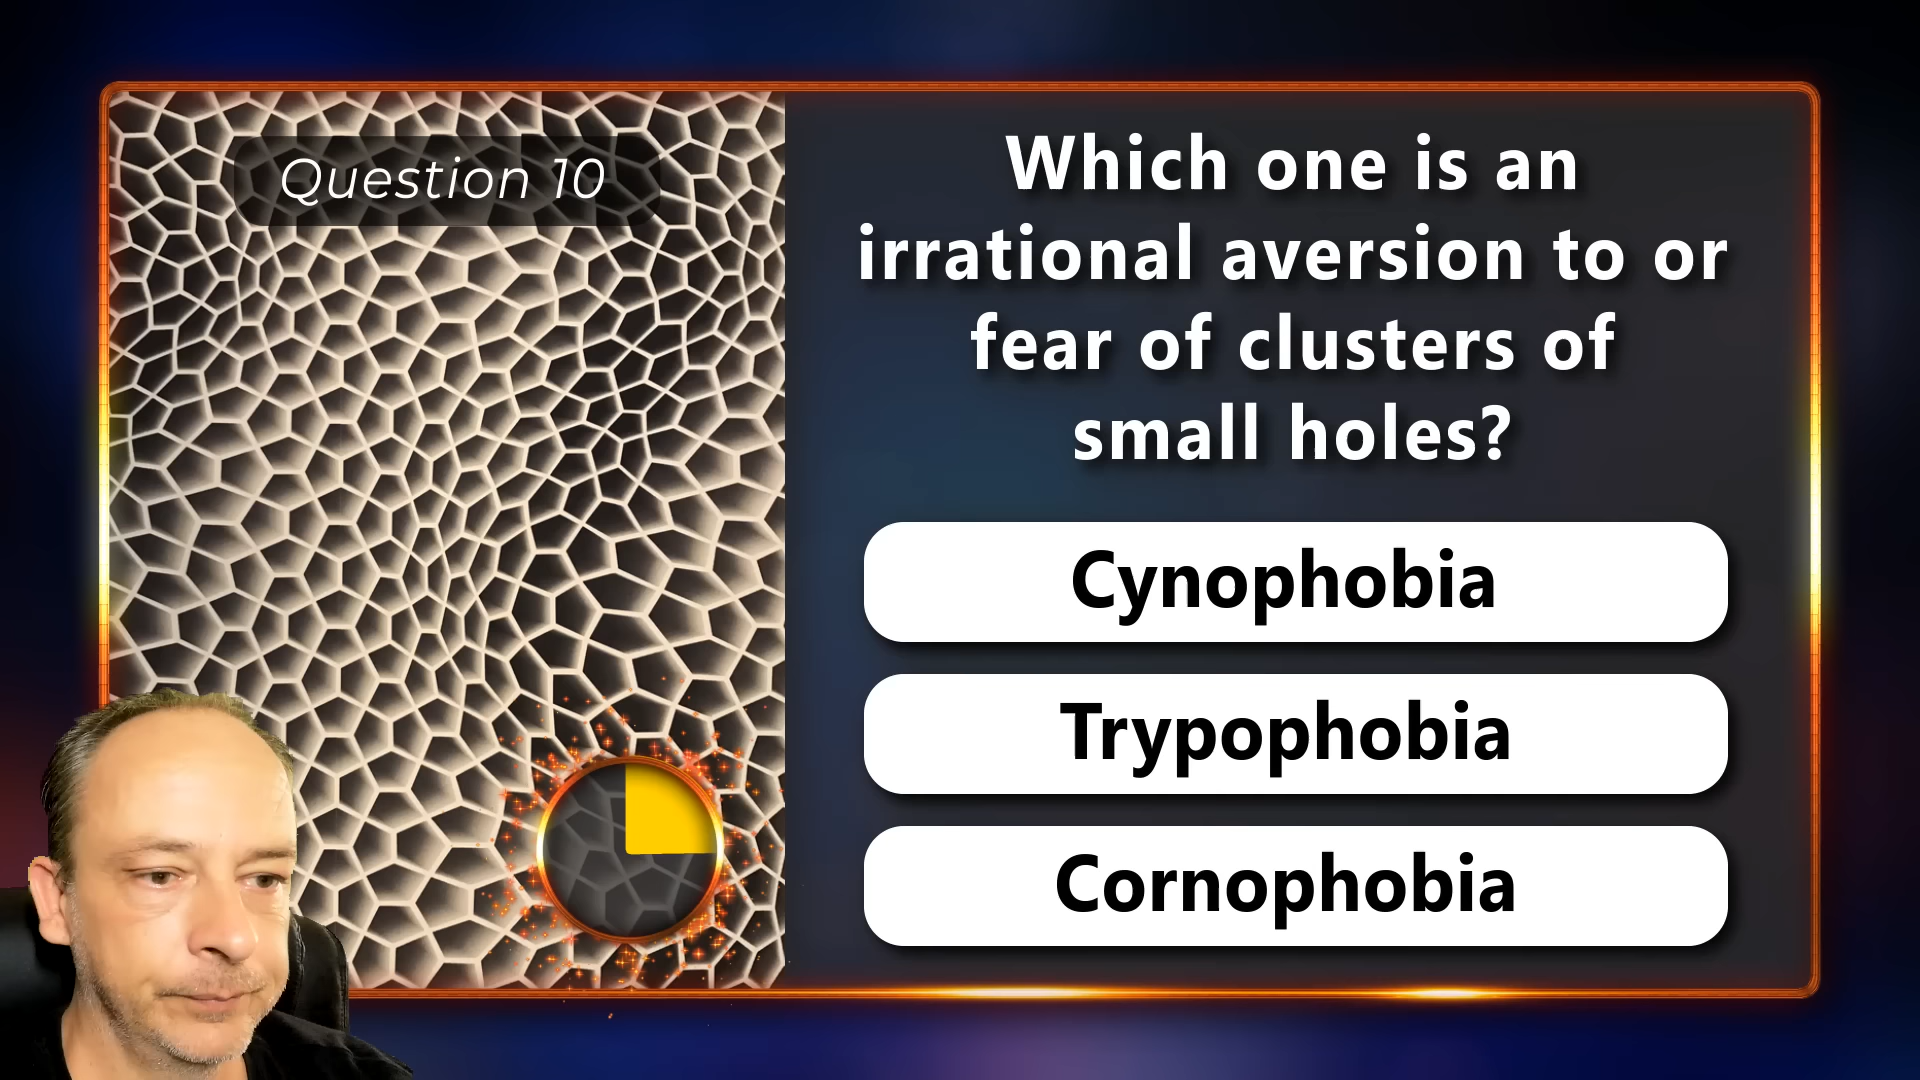 Question 10
Which one is an
irrational aversion to or
fear of clusters of
small holes?
Cynophobia
Trypophobia
Cornophobia